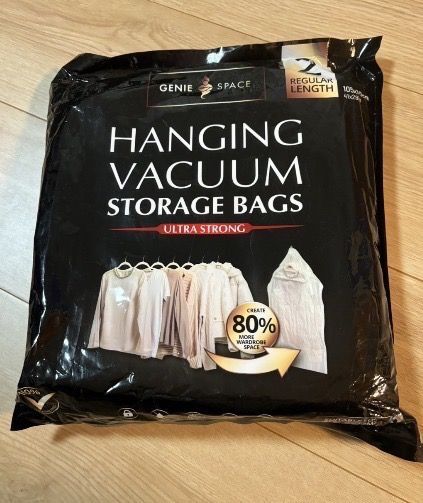 GENIE SPACE
2
REGULAR
LENGTH
HANGING
VACUUM
STORAGE BAGS
ULTRA STRONG
CREATE
80%
MORE
WARDROBE
SPACE